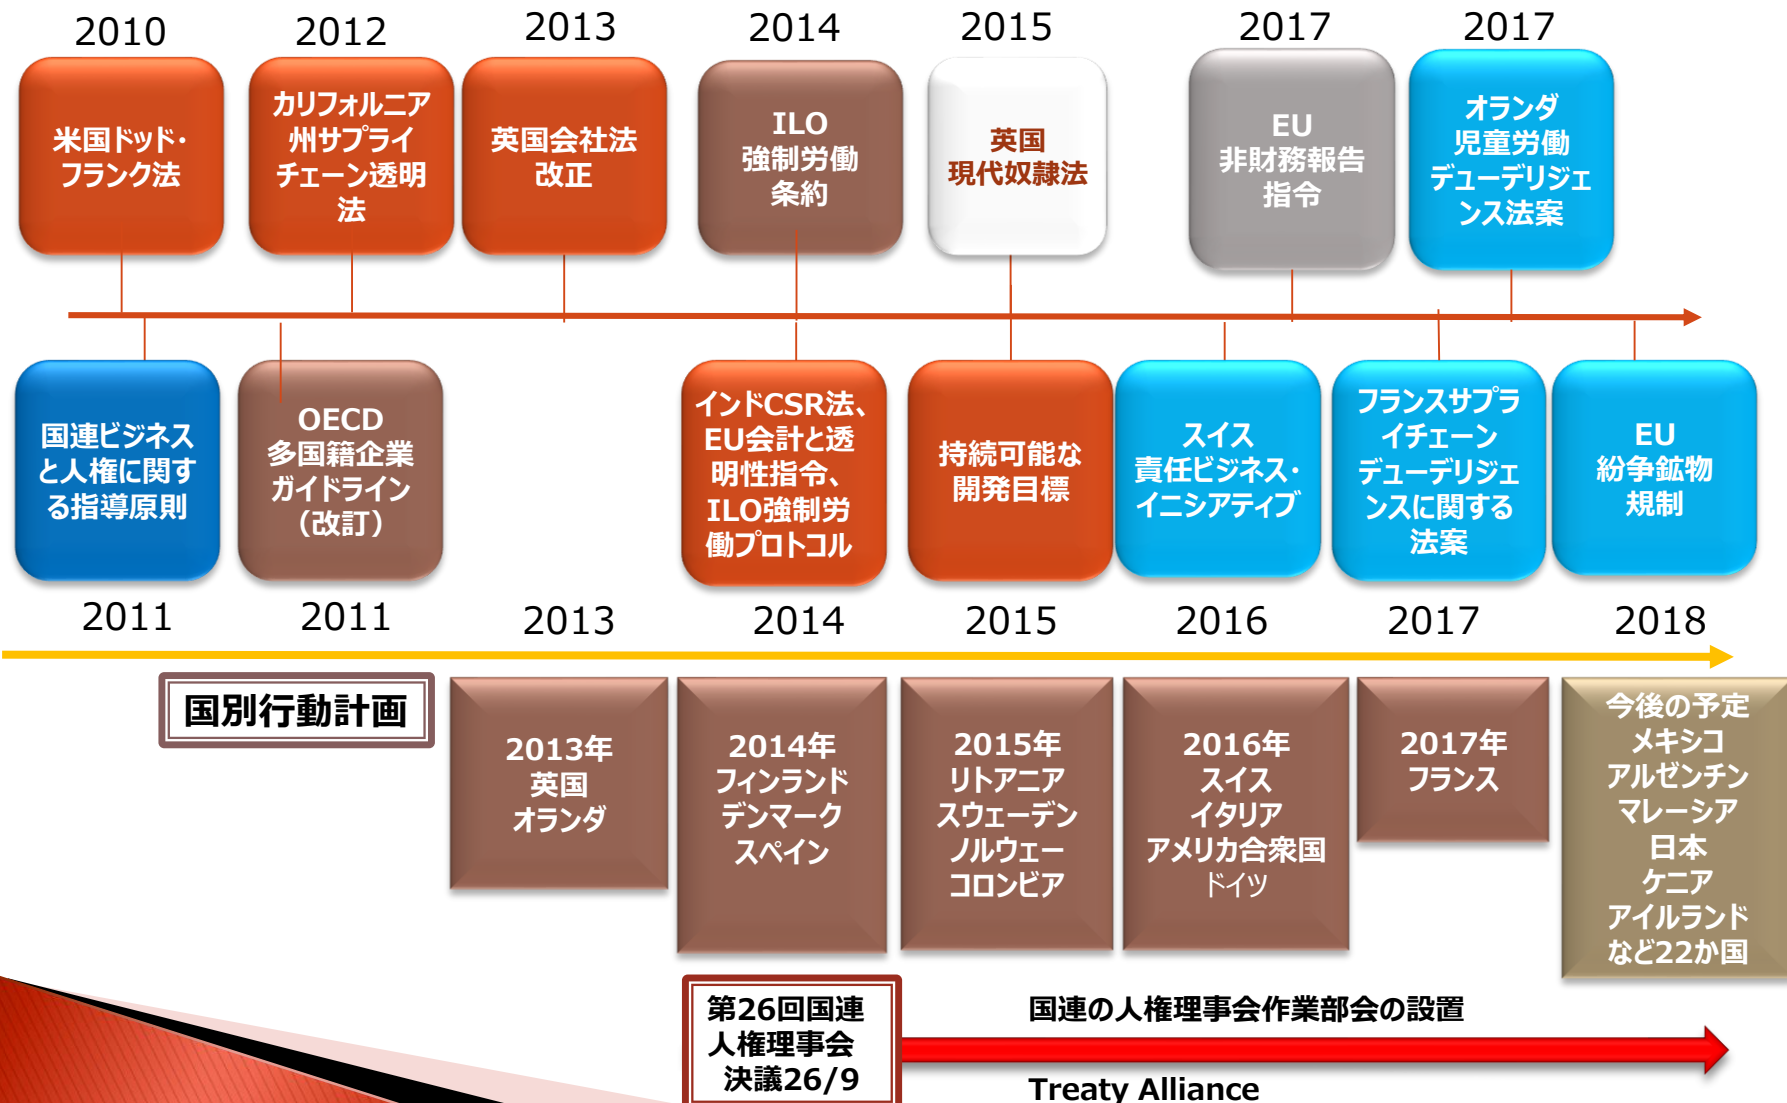 2010
2012
2013
2014
2015
2017
2017
米国ドッド・
フランク法
カリフォルニア
州サプライ
チェーン透明
法
英国会社法
改正
ILO
強制労働
条約
英国
現代奴隷法
EU
非財務報告
指令
オランダ
児童労働
デューデリジェ
ンス法案
国連ビジネス
と人権に関す
る指導原則
OECD
多国籍企業
ガイドライン
（改訂）
インドCSR法、
EU会計と透
明性指令、
ILO強制労
働プロトコル
持続可能な
開発目標
スイス
責任ビジネス・
イニシアティブ
フランスサプラ
イチェーン
デューデリジェ
ンスに関する
法案
EU
紛争鉱物
規制
2011
2011
2013
2014
2015
2016
2017
2018
国別行動計画
2013年
英国
オランダ
2014年
フィンランド
デンマーク
スペイン
2015年
リトアニア
スウェーデン
ノルウェー
コロンビア
2016年
スイス
イタリア
アメリカ合衆国
ドイツ
2017年
フランス
今後の予定
メキシコ
アルゼンチン
マレーシア
日本
ケニア
アイルランド
など22か国
第26回国連
人権理事会
決議26/9
国連の人権理事会作業部会の設置
Treaty Alliance